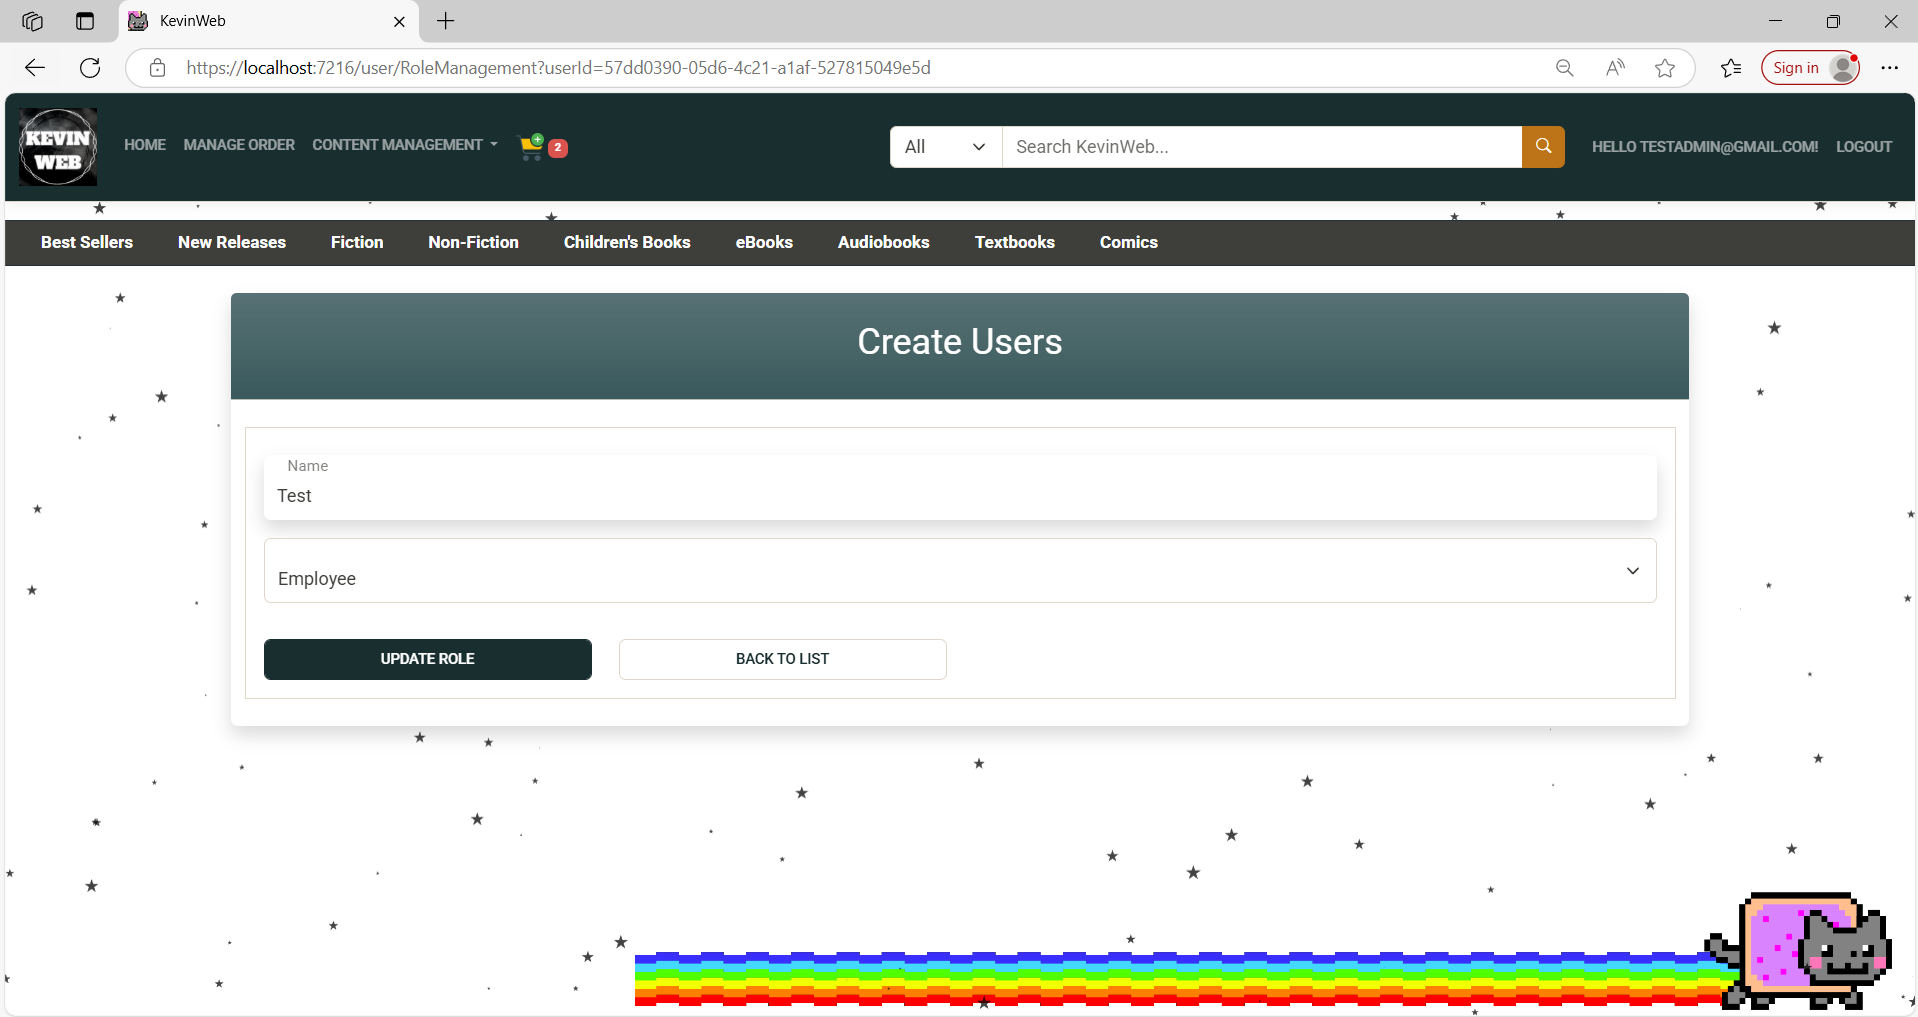 KevinWeb
https://localhost:7216/user/RoleManagement?userId=57dd0390-05d6-4c21-a1af-527815049e5d
Sign in
KEVIN
WEB
HOME MANAGE ORDER CONTENT MANAGEMENT 2 All Search KevinWeb... HELLO TESTADMIN@GMAIL.COM! LOGOUT
Best Sellers New Releases Fiction Non-Fiction Children's Books eBooks Audiobooks Textbooks Comics
Create Users
Name
Test
Employee
UPDATE ROLE BACK TO LIST